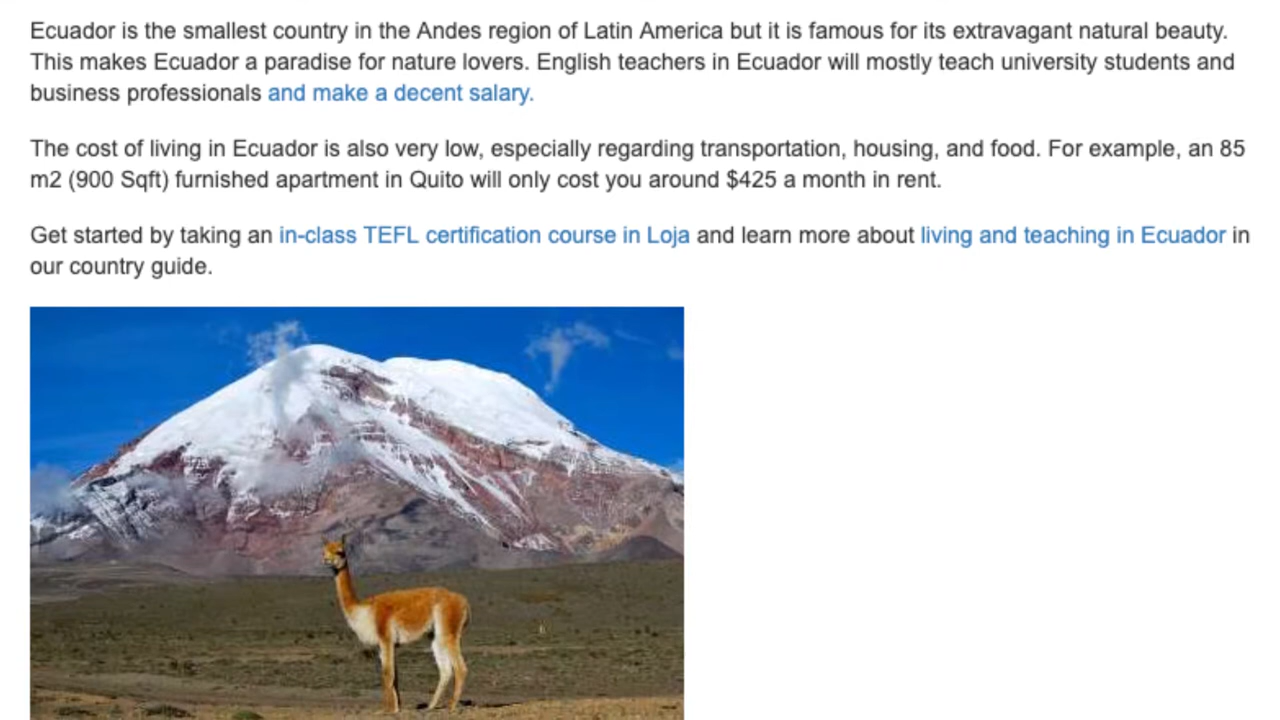 Ecuador is the smallest country in the Andes region of Latin America but it is famous for its extravagant natural beauty.
This makes Ecuador a paradise for nature lovers. English teachers in Ecuador will mostly teach university students and
business professionals and make a decent salary.
The cost of living in Ecuador is also very low, especially regarding transportation, housing, and food. For example, an 85
m2 (900 Sqft) furnished apartment in Quito will only cost you around $425 a month in rent.
Get started by taking an in-class TEFL certification course in Loja and learn more about living and teaching in Ecuador in
our country guide.